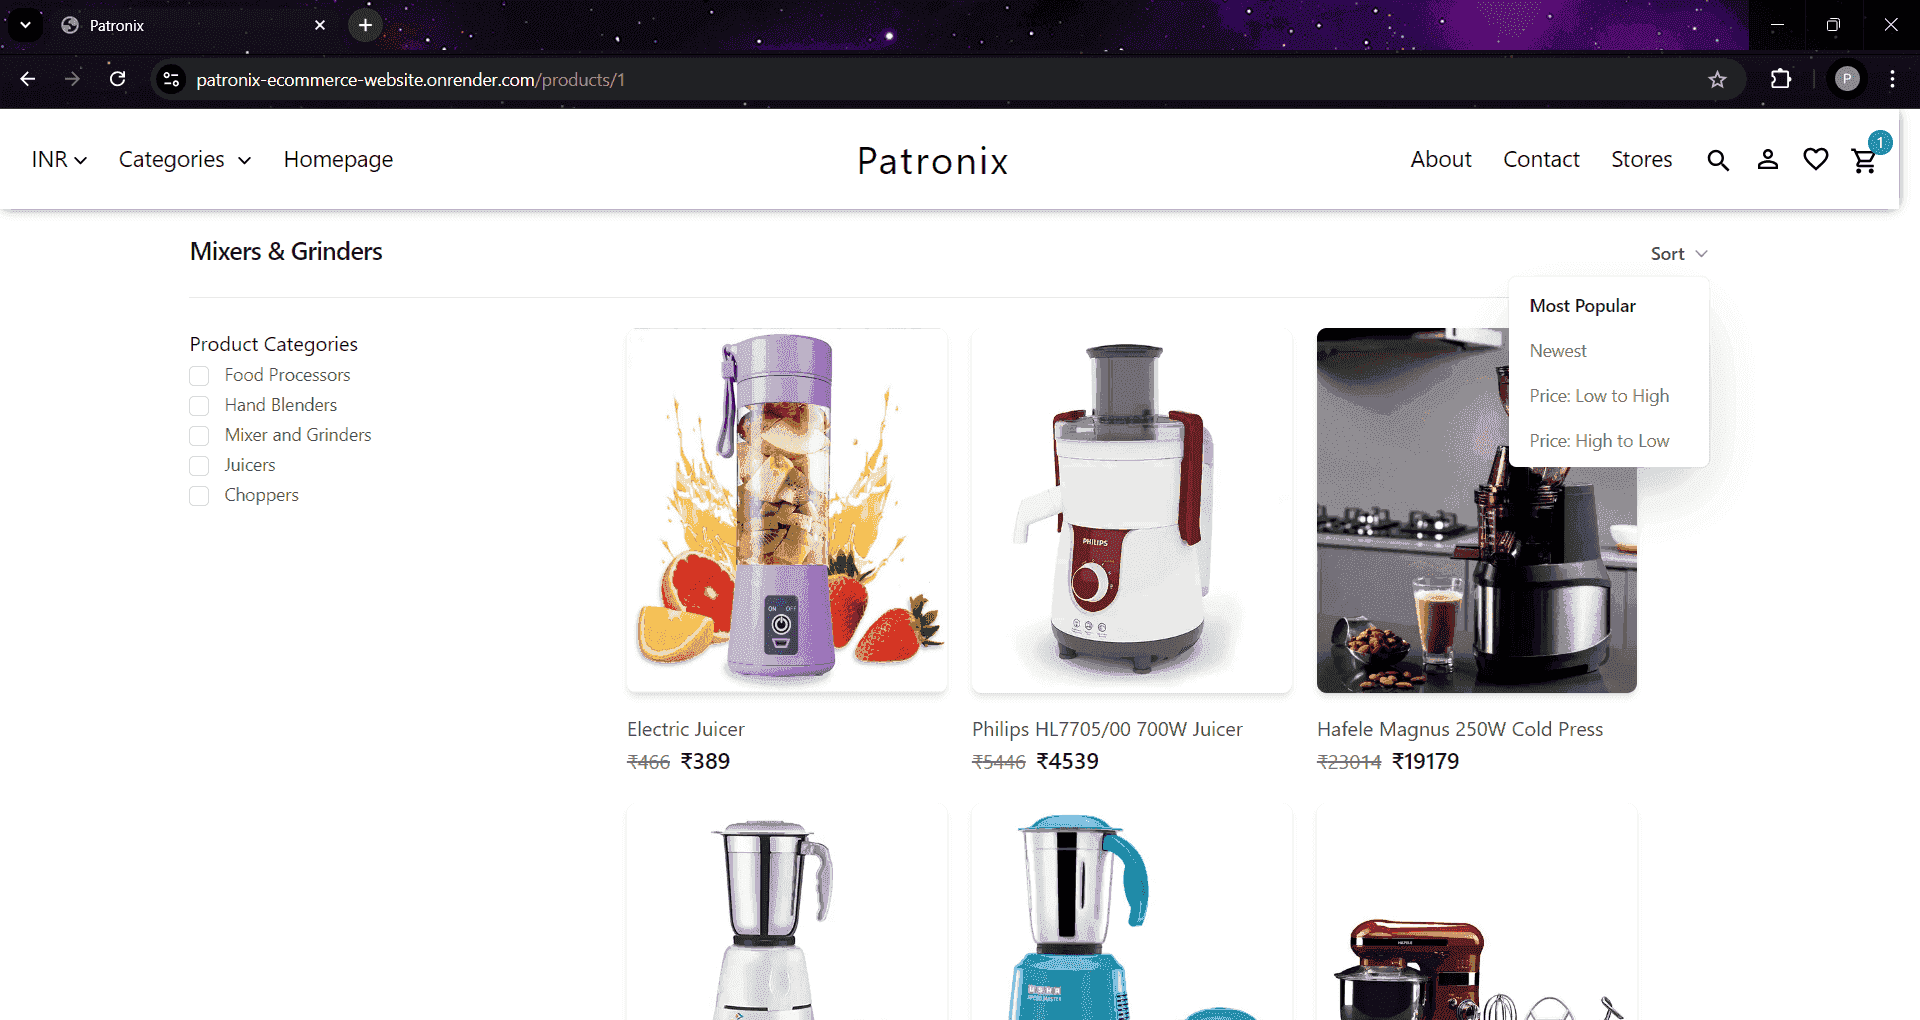 Patronix
patronix-ecommerce-website.onrender.com/products/1
P
INR Categories Homepage
Patronix
About Contact Stores
1
Mixers & Grinders
Sort
Most Popular
Newest
Price: Low to High
Price: High to Low
Product Categories
Food Processors
Hand Blenders
Mixer and Grinders
Juicers
Choppers
ON OFF
PHILIPS
Electric Juicer
₹466 ₹389
Philips HL7705/00 700W Juicer
₹5446 ₹4539
Hafele Magnus 250W Cold Press
₹23014 ₹19179
USHA